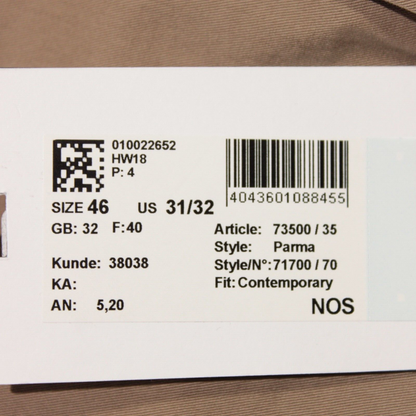 010022652
HW18
P: 4
4043601088455
SIZE 46 US 31/32
GB: 32 F:40
Article: 73500 / 35
Style: Parma
Kunde: 38038
Style/N°:71700 / 70
KA:
Fit: Contemporary
AN: 5,20
NOS